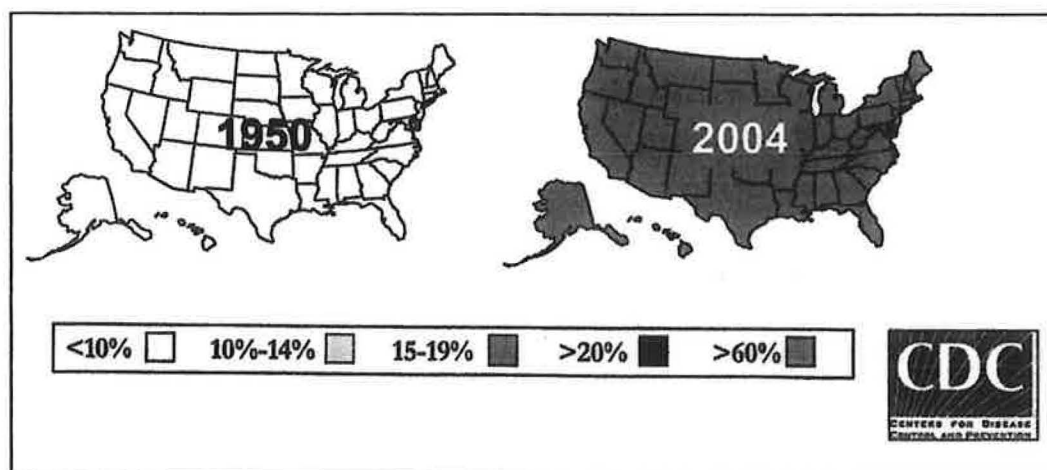 1950
2004
<10% 10%-14% 15-19% >20% >60%
CDC
CENTERS FOR DISEASE
CONTROL AND PREVENTION